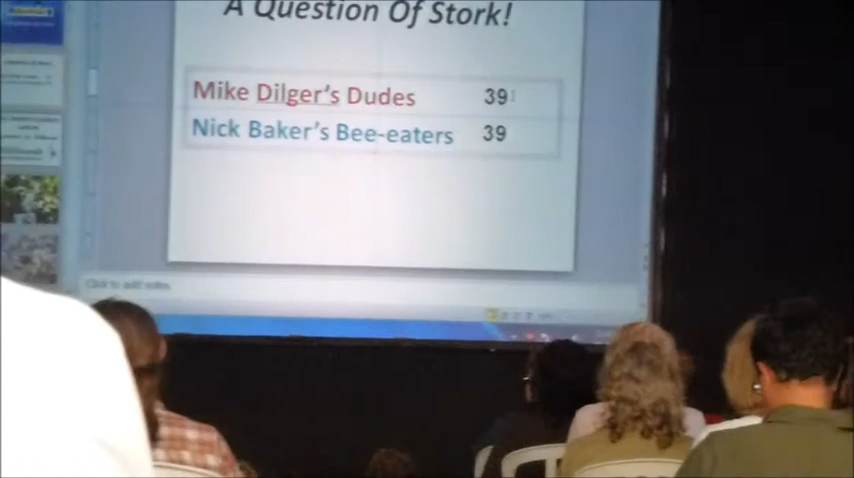 A Question Of Stork!
Mike Dilger's Dudes 39
Nick Baker's Bee-eaters 39
Click to add notes